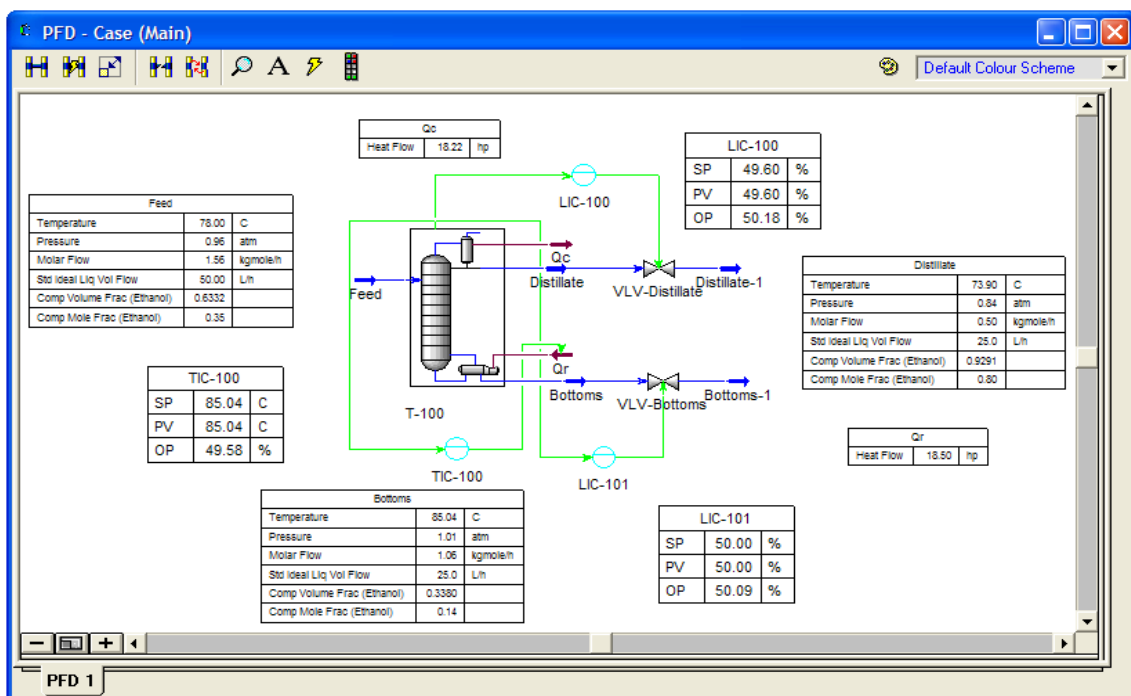 PFD - Case (Main)
A
Default Colour Scheme
Qc
Heat Flow 18.22 hp
LIC-100
SP 49.60 %
PV 49.60 %
OP 50.18 %
LIC-100
Feed
Temperature 78.00 C
Pressure 0.96 atm
Molar Flow 1.56 kgmole/h
Std Ideal Liq Vol Flow 50.00 L/h
Comp Volume Frac (Ethanol) 0.6332
Comp Mole Frac (Ethanol) 0.35
Feed
Qc
Distillate
VLV-Distillate
Distillate-1
Distillate
Temperature 73.90 C
Pressure 0.84 atm
Molar Flow 0.50 kgmole/h
Std Ideal Liq Vol Flow 25.0 L/h
Comp Volume Frac (Ethanol) 0.9291
Comp Mole Frac (Ethanol) 0.80
TIC-100
SP 85.04 C
PV 85.04 C
OP 49.58 %
Qr
Bottoms
VLV-Bottoms
Bottoms-1
T-100
Qr
Heat Flow 18.50 hp
TIC-100
LIC-101
Bottoms
Temperature 85.04 C
Pressure 1.01 atm
Molar Flow 1.06 kgmole/h
Std Ideal Liq Vol Flow 25.0 L/h
Comp Volume Frac (Ethanol) 0.3380
Comp Mole Frac (Ethanol) 0.14
LIC-101
SP 50.00 %
PV 50.00 %
OP 50.09 %
PFD 1